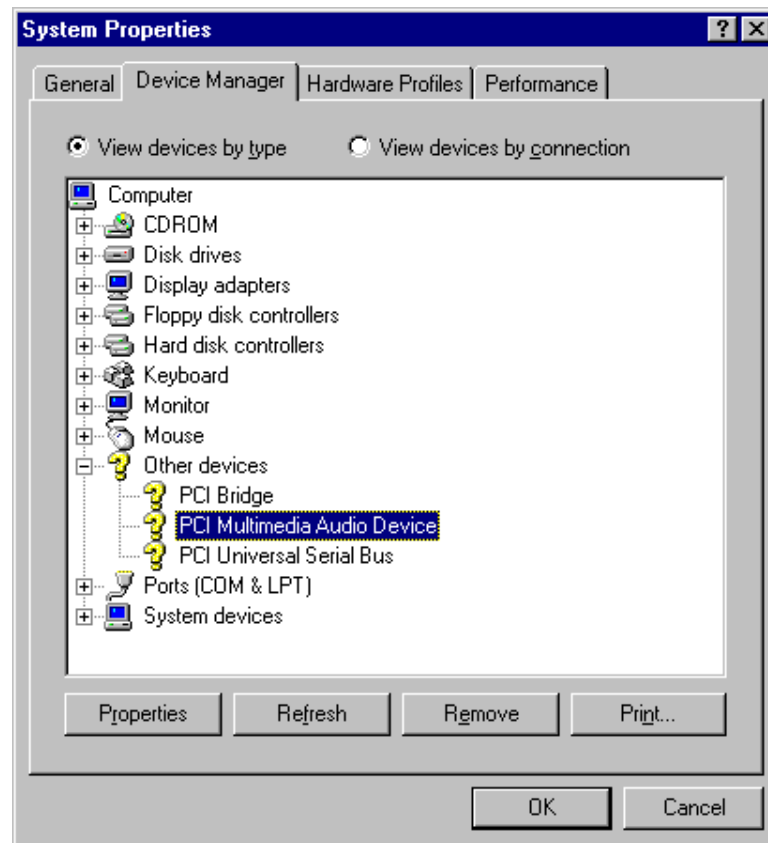 System Properties
General Device Manager Hardware Profiles Performance
View devices by type View devices by connection
Computer
CDROM
Disk drives
Display adapters
Floppy disk controllers
Hard disk controllers
Keyboard
Monitor
Mouse
Other devices
PCI Bridge
PCI Multimedia Audio Device
PCI Universal Serial Bus
Ports (COM & LPT)
System devices
Properties Refresh Remove Print...
OK Cancel